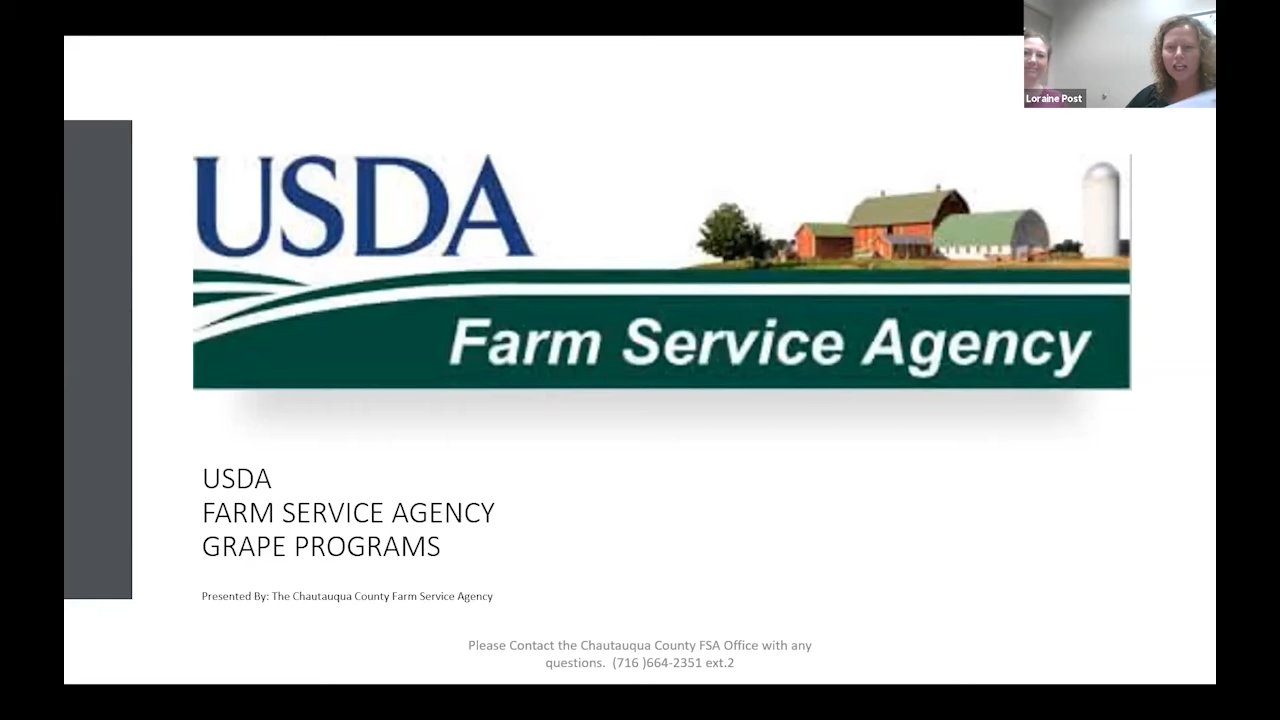 Loraine Post
USDA
Farm Service Agency
USDA
FARM SERVICE AGENCY
GRAPE PROGRAMS
Presented By: The Chautauqua County Farm Service Agency
Please Contact the Chautauqua County FSA Office with any
questions. (716 )664-2351 ext.2